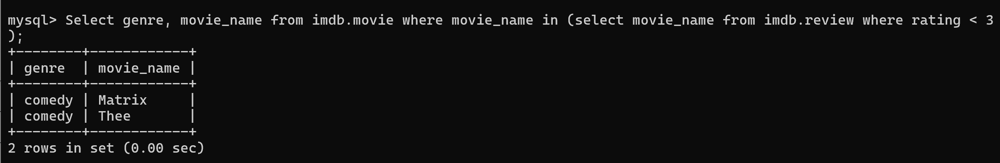 mysql> Select genre, movie_name from imdb.movie where movie_name in (select movie_name from imdb.review where rating < 3
);
+--------+------------+
| genre  | movie_name |
+--------+------------+
| comedy | Matrix     |
| comedy | Thee       |
+--------+------------+
2 rows in set (0.00 sec)